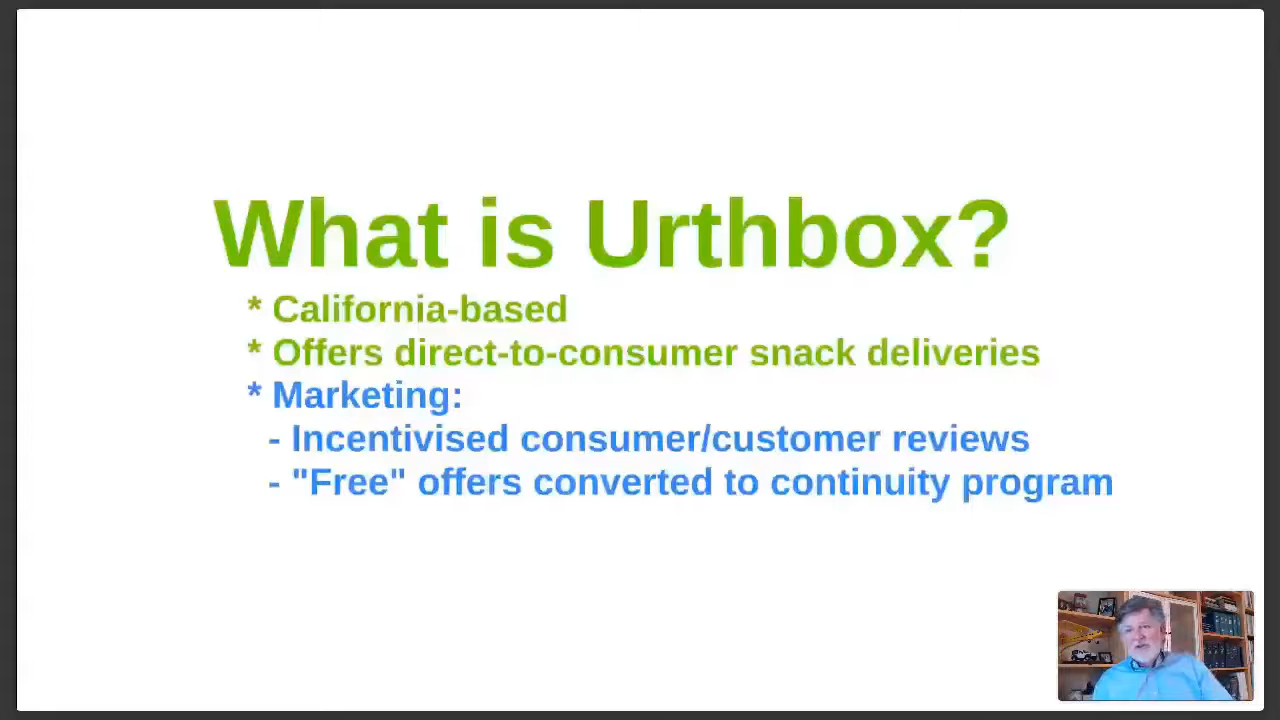 What is Urthbox?
* California-based
* Offers direct-to-consumer snack deliveries
* Marketing:
- Incentivised consumer/customer reviews
- "Free" offers converted to continuity program